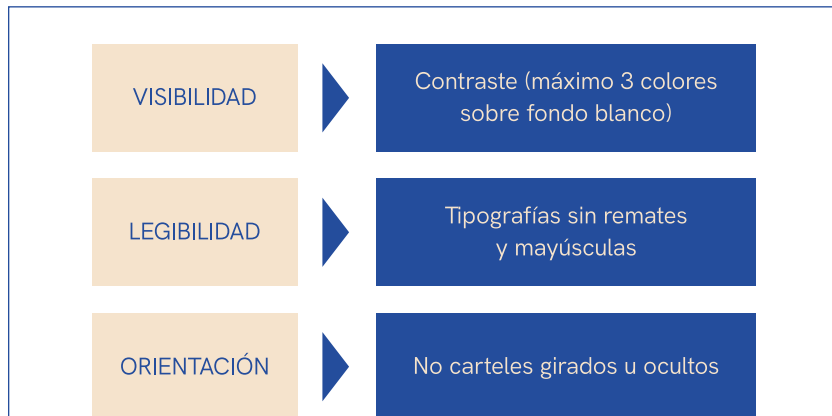 VISIBILIDAD
Contraste (máximo 3 colores
sobre fondo blanco)
LEGIBILIDAD
Tipografías sin remates
y mayúsculas
ORIENTACIÓN
No carteles girados u ocultos